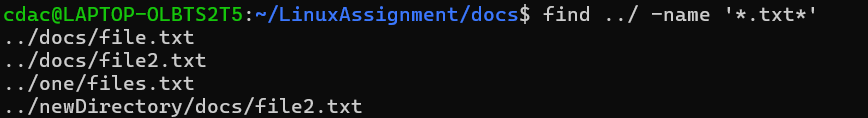 cdac@LAPTOP-OLBTS2T5:~/LinuxAssignment/docs$ find ../ -name '*.txt*'
../docs/file.txt
../docs/file2.txt
../one/files.txt
../newDirectory/docs/file2.txt